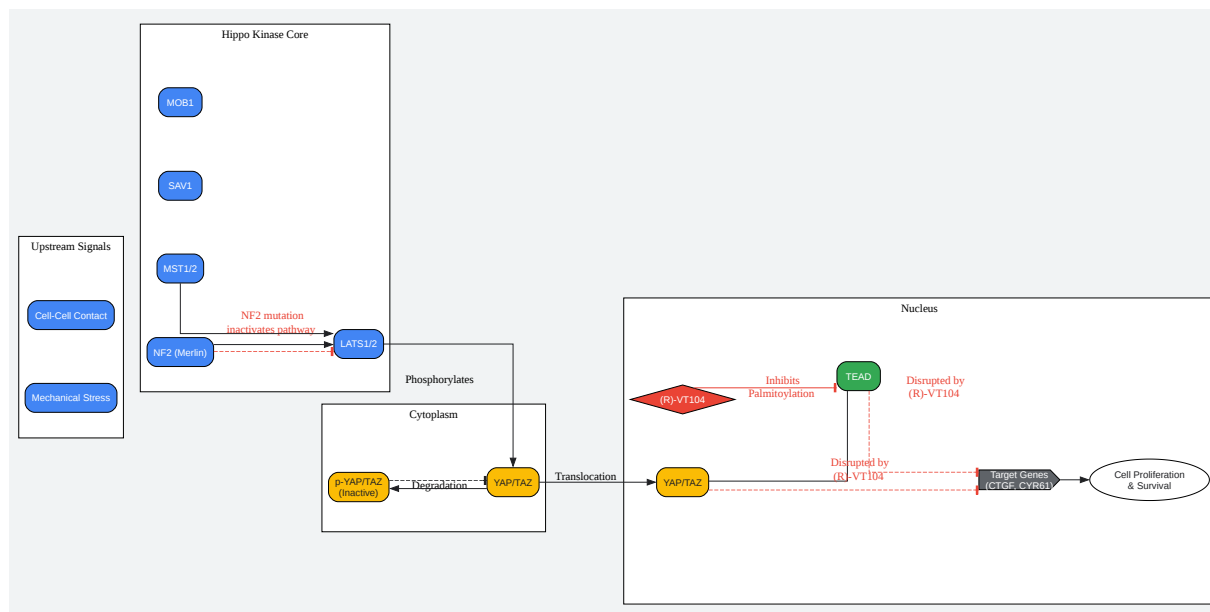 Hippo Kinase Core
MOB1
SAV1
MST1/2
NF2 mutation
inactivates pathway
NF2 (Merlin)
LATS1/2
Upstream Signals
Cell-Cell Contact
Mechanical Stress
Phosphorylates
Cytoplasm
p-YAP/TAZ
(Inactive)
Degradation
YAP/TAZ
Translocation
Nucleus
(R)-VT104
Inhibits
Palmitoylation
TEAD
Disrupted by
(R)-VT104
YAP/TAZ
Disrupted by
(R)-VT104
Target Genes
(CTGF, CYR61)
Cell Proliferation
& Survival